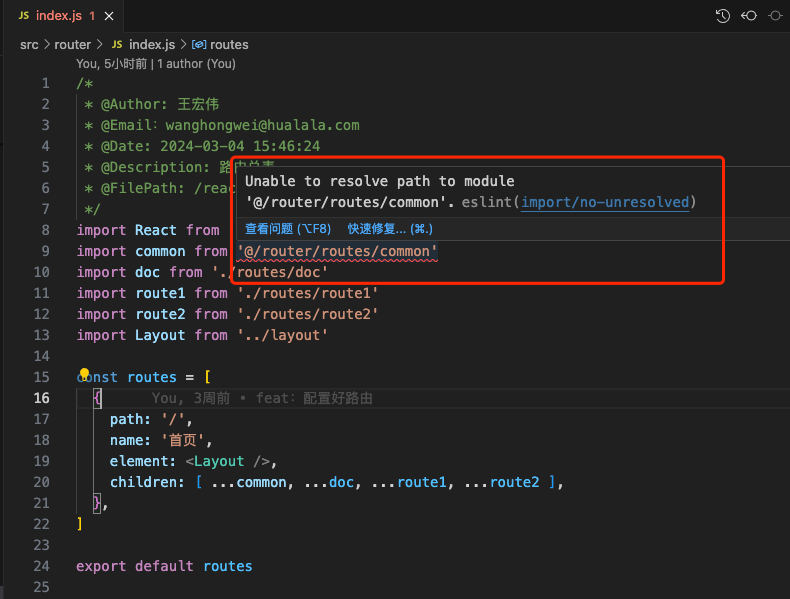 JS index.js 1
src > router > JS index.js > routes
You, 5小时前 | 1 author (You)
1 /*
2 * @Author: 王宏伟
3 * @Email: wanghongwei@hualala.com
4 * @Date: 2024-03-04 15:46:24
5 * @Description:
6 * @FilePath: /reac
7 */
Unable to resolve path to module
'@/router/routes/common'. eslint(import/no-unresolved)
查看问题 (⌥F8) 快速修复... (⌘.)
8 import React from
9 import common from '@/router/routes/common'
10 import doc from './routes/doc'
11 import route1 from './routes/route1'
12 import route2 from './routes/route2'
13 import Layout from '../layout'
14
15 const routes = [
16 { You, 3周前 • feat: 配置好路由
17 path: '/',
18 name: '首页',
19 element: <Layout />,
20 children: [ ...common, ...doc, ...route1, ...route2 ],
21 },
22 ]
23
24 export default routes
25